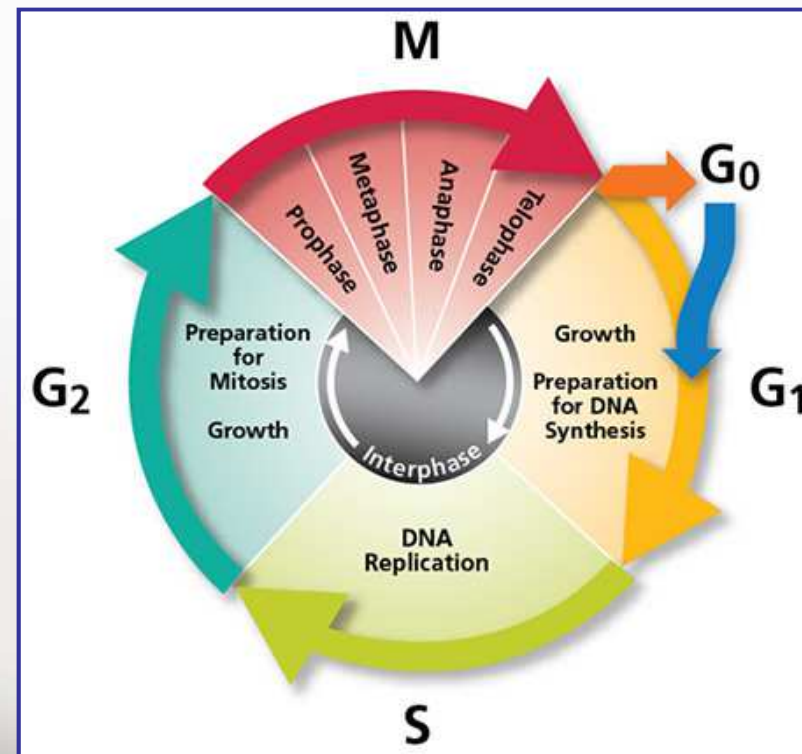 M
Prophase
Metaphase
Anaphase
Telophase
G0
G2
Preparation
for
Mitosis
Growth
Growth
Preparation
for DNA
Synthesis
G1
Interphase
DNA
Replication
S